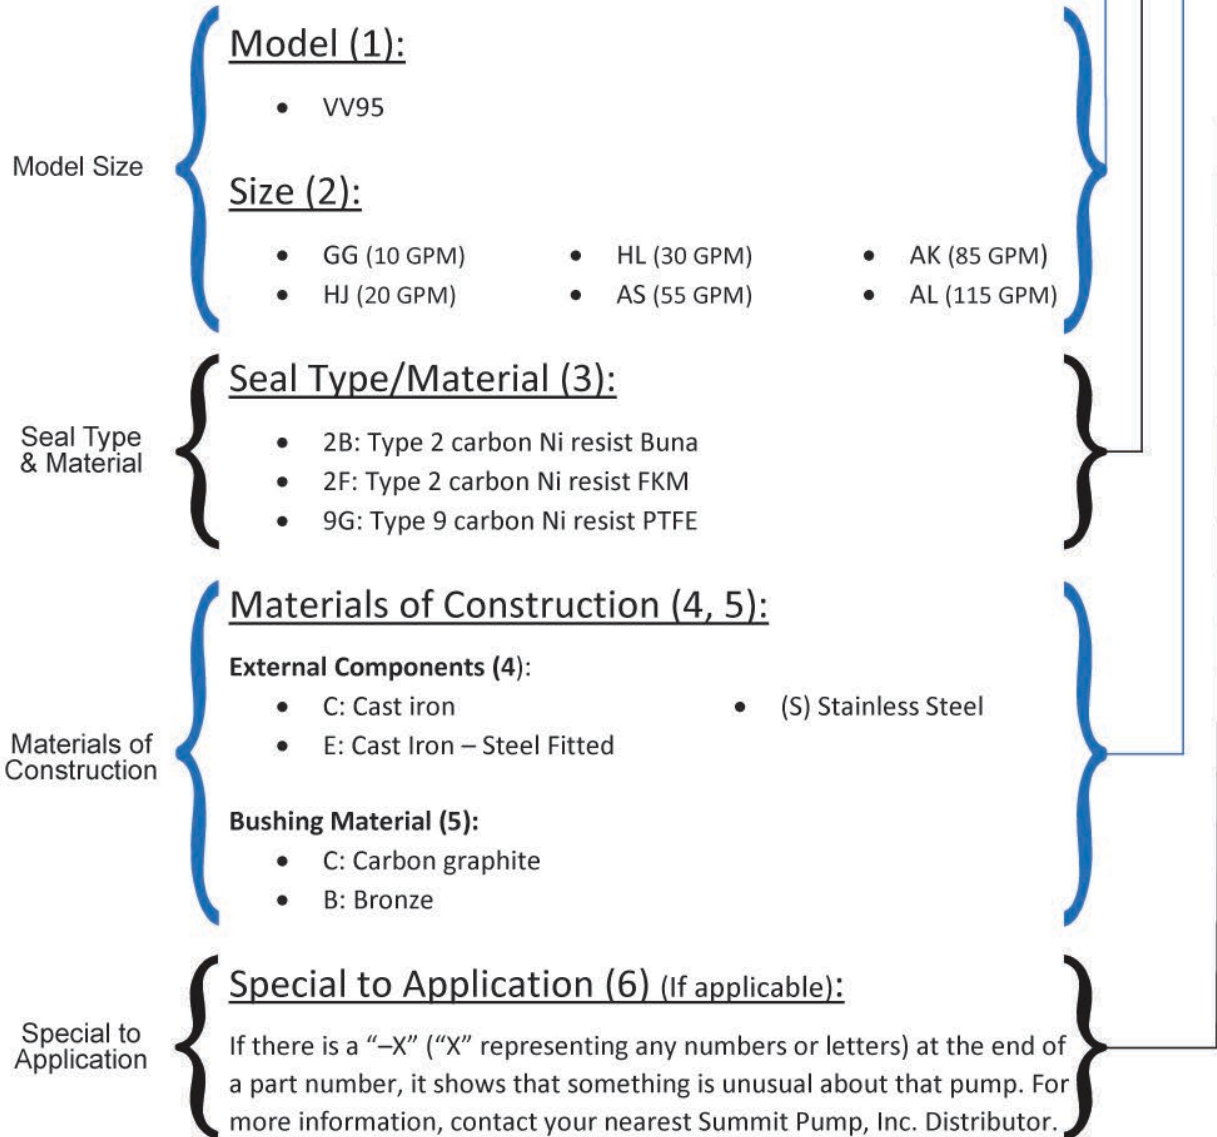 Model Size
Model (1):
• VV95
Size (2):
• GG (10 GPM) • HL (30 GPM) • AK (85 GPM)
• HJ (20 GPM) • AS (55 GPM) • AL (115 GPM)
Seal Type
& Material
Seal Type/Material (3):
• 2B: Type 2 carbon Ni resist Buna
• 2F: Type 2 carbon Ni resist FKM
• 9G: Type 9 carbon Ni resist PTFE
Materials of
Construction
Materials of Construction (4, 5):
External Components (4):
• C: Cast iron • (S) Stainless Steel
• E: Cast Iron – Steel Fitted
Bushing Material (5):
• C: Carbon graphite
• B: Bronze
Special to
Application
Special to Application (6) (If applicable):
If there is a “–X” (“X” representing any numbers or letters) at the end of
a part number, it shows that something is unusual about that pump. For
more information, contact your nearest Summit Pump, Inc. Distributor.